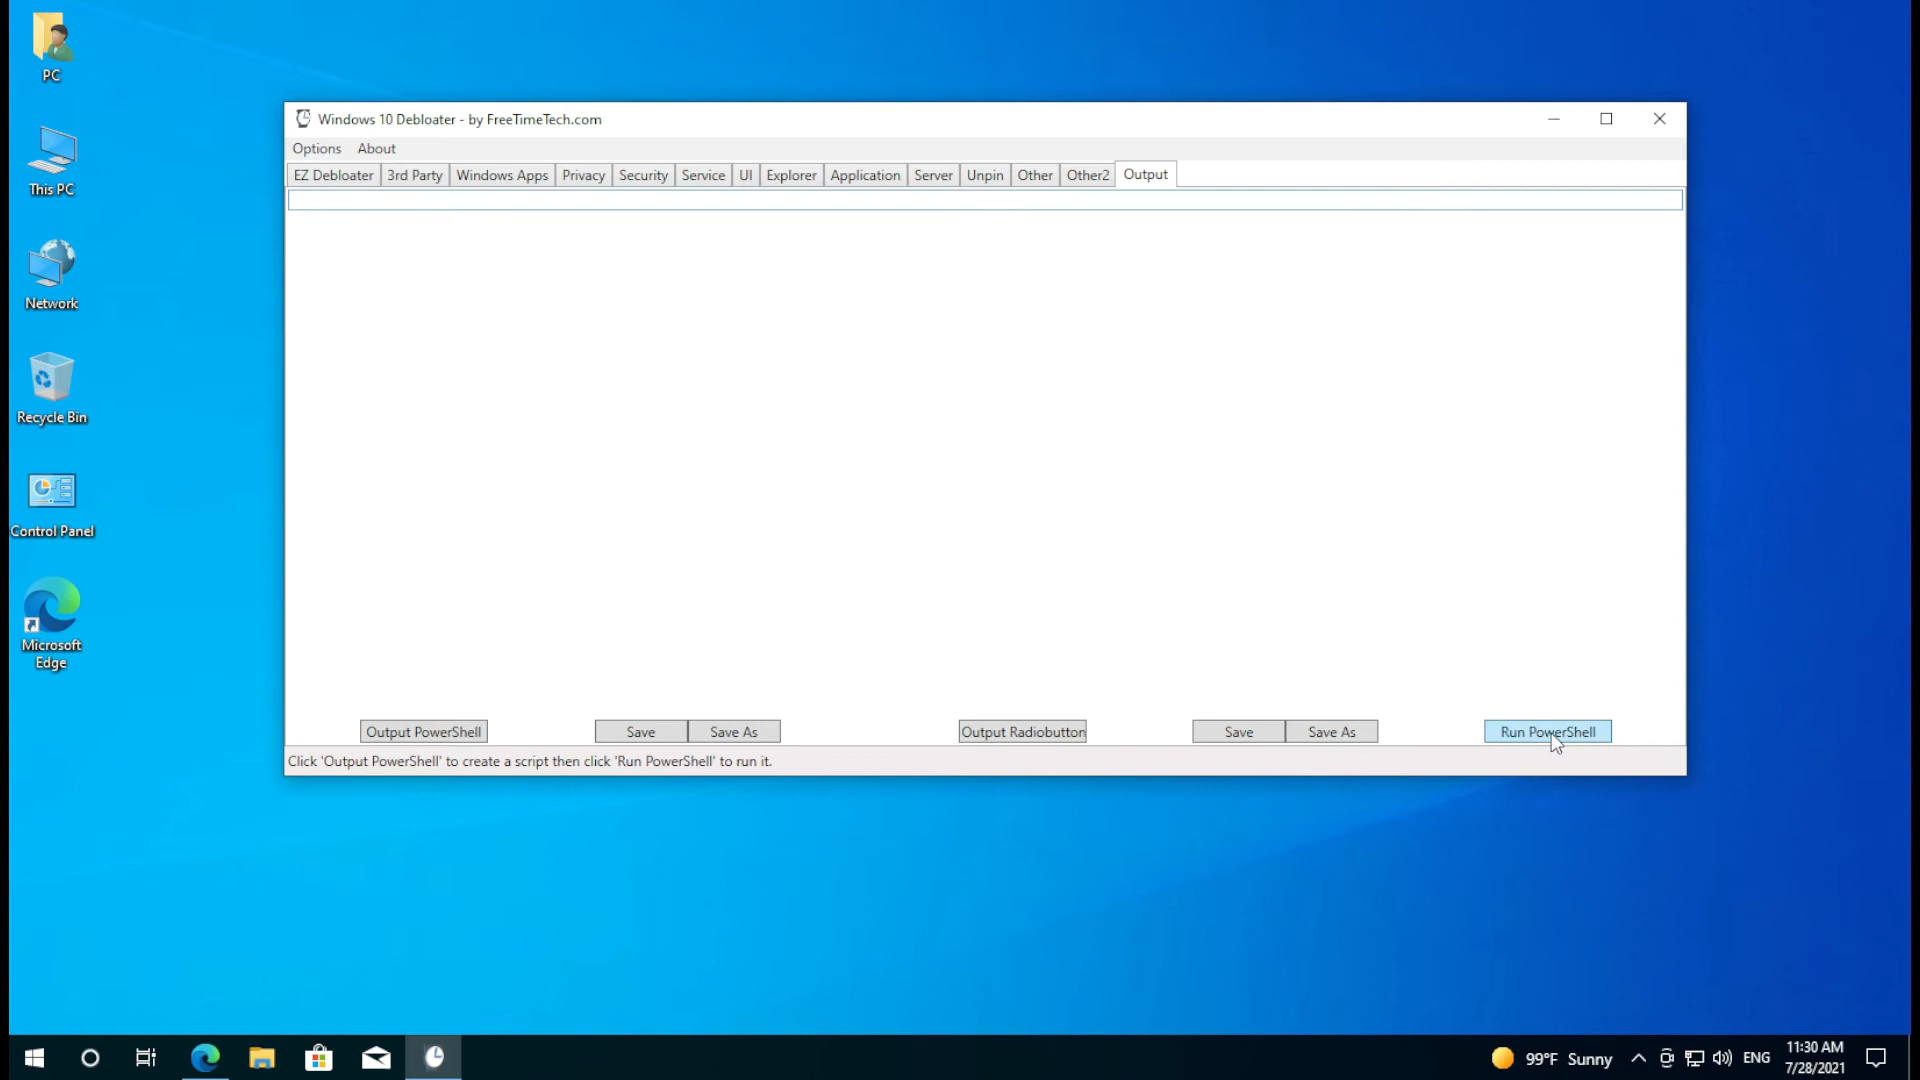 PC
This PC
Network
Recycle Bin
Control Panel
Microsoft
Edge
Windows 10 Debloater - by FreeTimeTech.com
Options About
EZ Debloater 3rd Party Windows Apps Privacy Security Service UI Explorer Application Server Unpin Other Other2 Output
Output PowerShell Save Save As Output Radiobutton Save Save As Run PowerShell
Click 'Output PowerShell' to create a script then click 'Run PowerShell' to run it.
99°F Sunny ENG 11:30 AM
7/28/2021